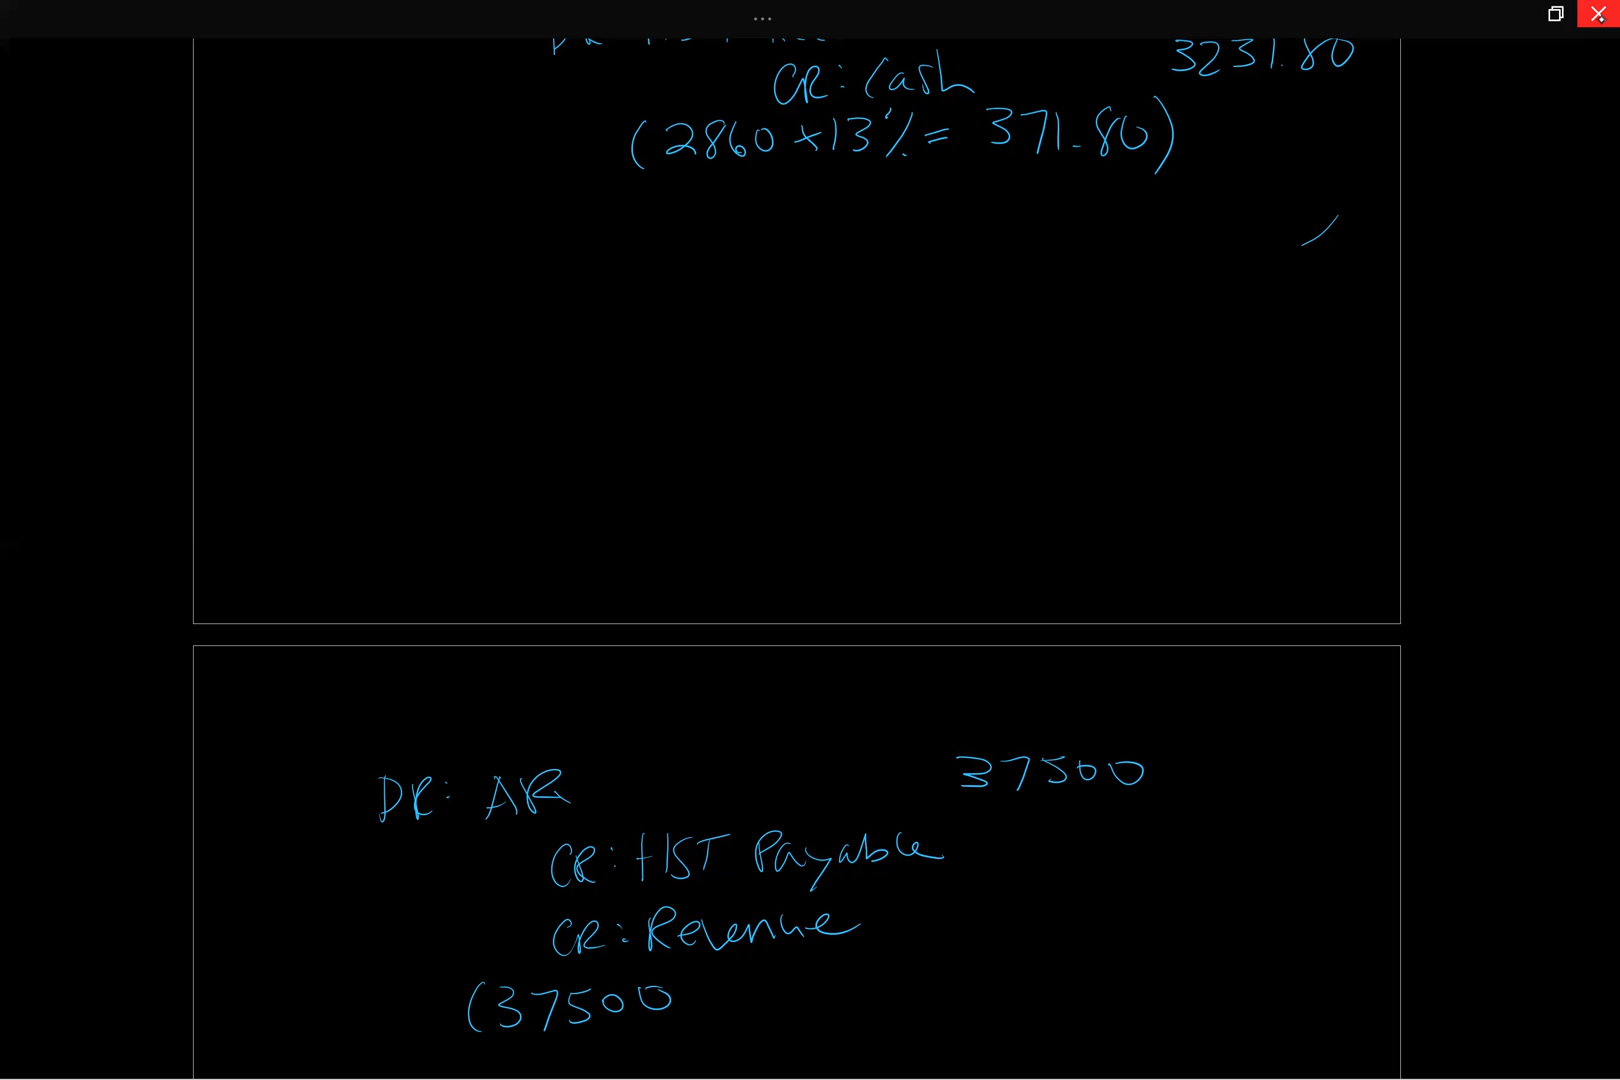 3231.80
CR: Cash
(2860 x 13% = 371.80)
DR: AR 37500
CR: HST Payable
CR: Revenue
(37500